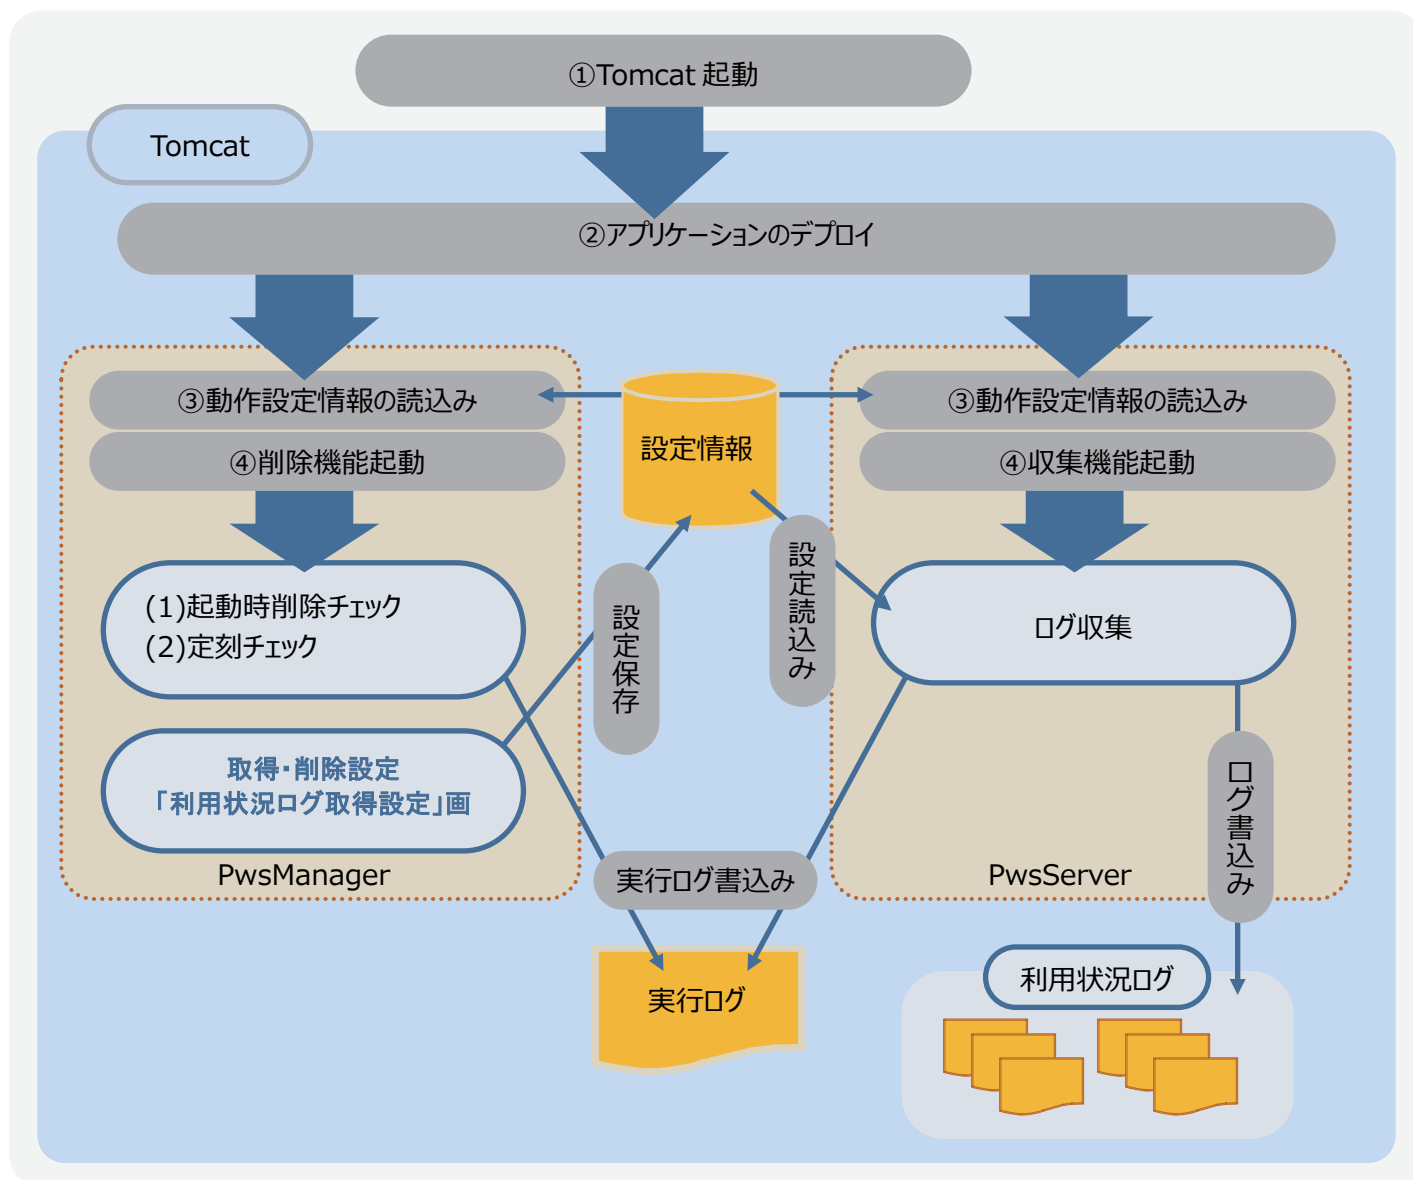 ①Tomcat 起動
Tomcat
②アプリケーションのデプロイ
③動作設定情報の読込み
④削除機能起動
設定情報
③動作設定情報の読込み
④収集機能起動
(1)起動時削除チェック
(2)定刻チェック
設定保存
設定読込み
ログ収集
取得・削除設定
「利用状況ログ取得設定」画
PwsManager
実行ログ書込み
PwsServer
ログ書込み
実行ログ
利用状況ログ